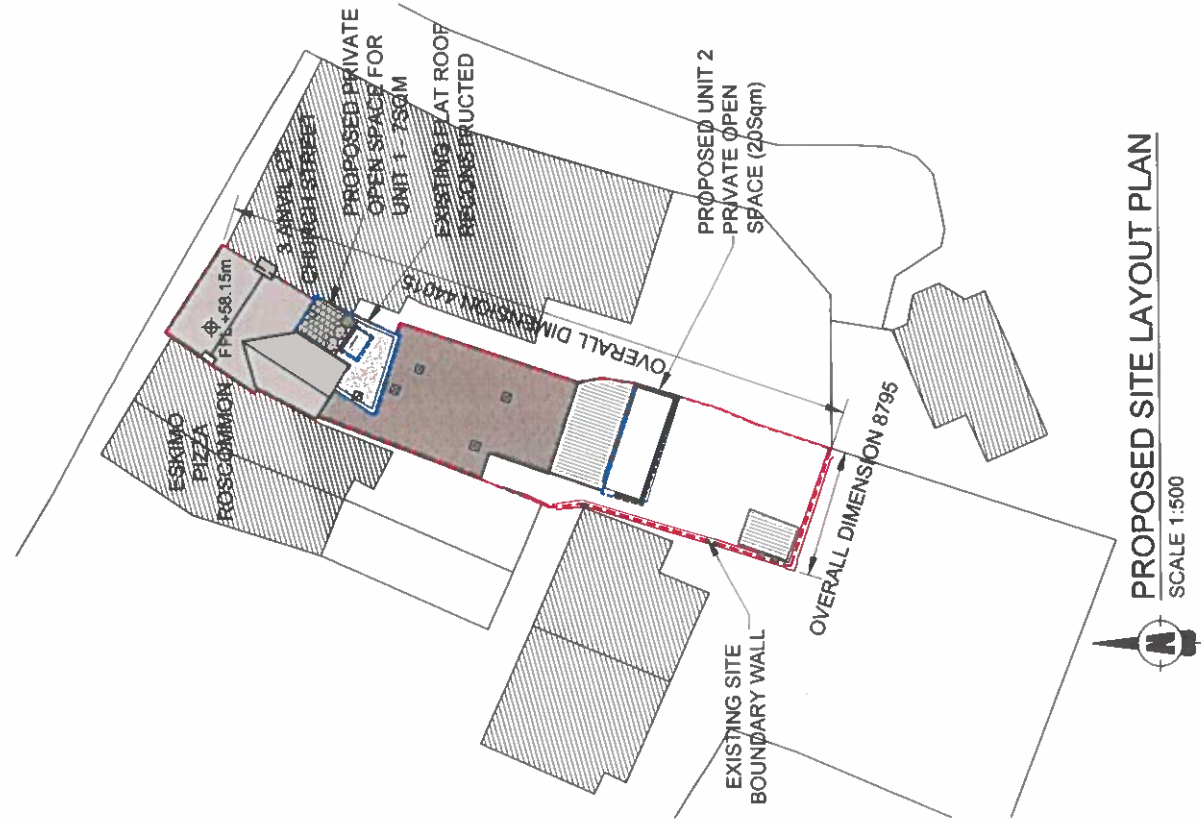 3 ANVIL CT
CHURCH STREET
PROPOSED PRIVATE
OPEN SPACE FOR
UNIT 1 - 7SQM
EXISTING FLAT ROOF
RECONSTRUCTED
FFL +58.15m
ESKIMO
PIZZA
ROSCOMMON
OVERALL DIMENSION 44015
PROPOSED UNIT 2
PRIVATE OPEN
SPACE (20Sqm)
OVERALL DIMENSION 8795
EXISTING SITE
BOUNDARY WALL
N
PROPOSED SITE LAYOUT PLAN
SCALE 1:500